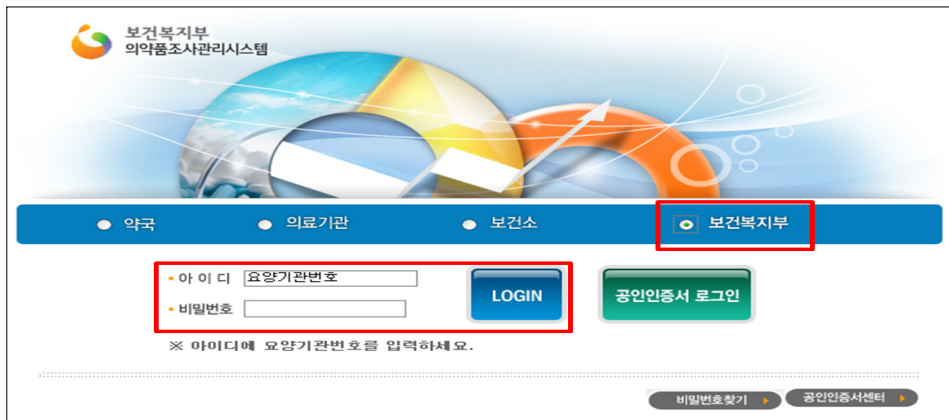 보건복지부
의약품조사관리시스템
약국 의료기관 보건소 보건복지부
아 이 디 요양기관번호
비밀번호
LOGIN 공인인증서 로그인
※ 아이디에 요양기관번호를 입력하세요.
비밀번호찾기 공인인증서센터